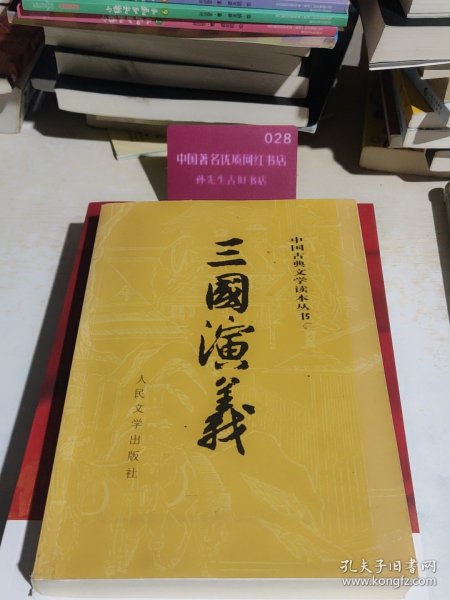 028
中国著名优质网红书店
孙先生古旧书店
中国古典文学读本丛书
三國演義
人民文学出版社
孔夫子旧书网
www.kongfz.com